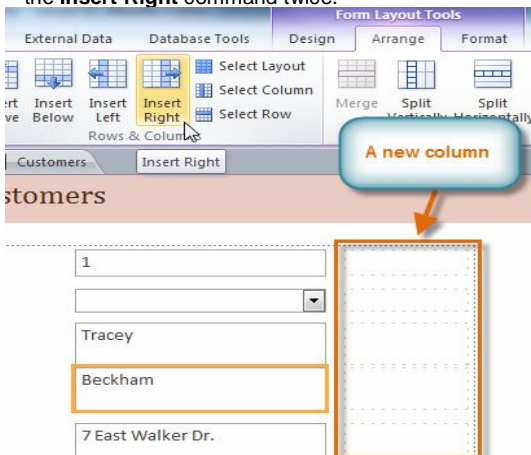 the Insert Right command twice.
Form Layout Tools
External Data Database Tools Design Arrange Format
Insert Below
Insert Left
Insert Right
Select Layout
Select Column
Select Row
Merge
Split Vertically
Split Horizontally
Rows & Columns
Customers
Insert Right
A new column
stomers
1
Tracey
Beckham
7 East Walker Dr.